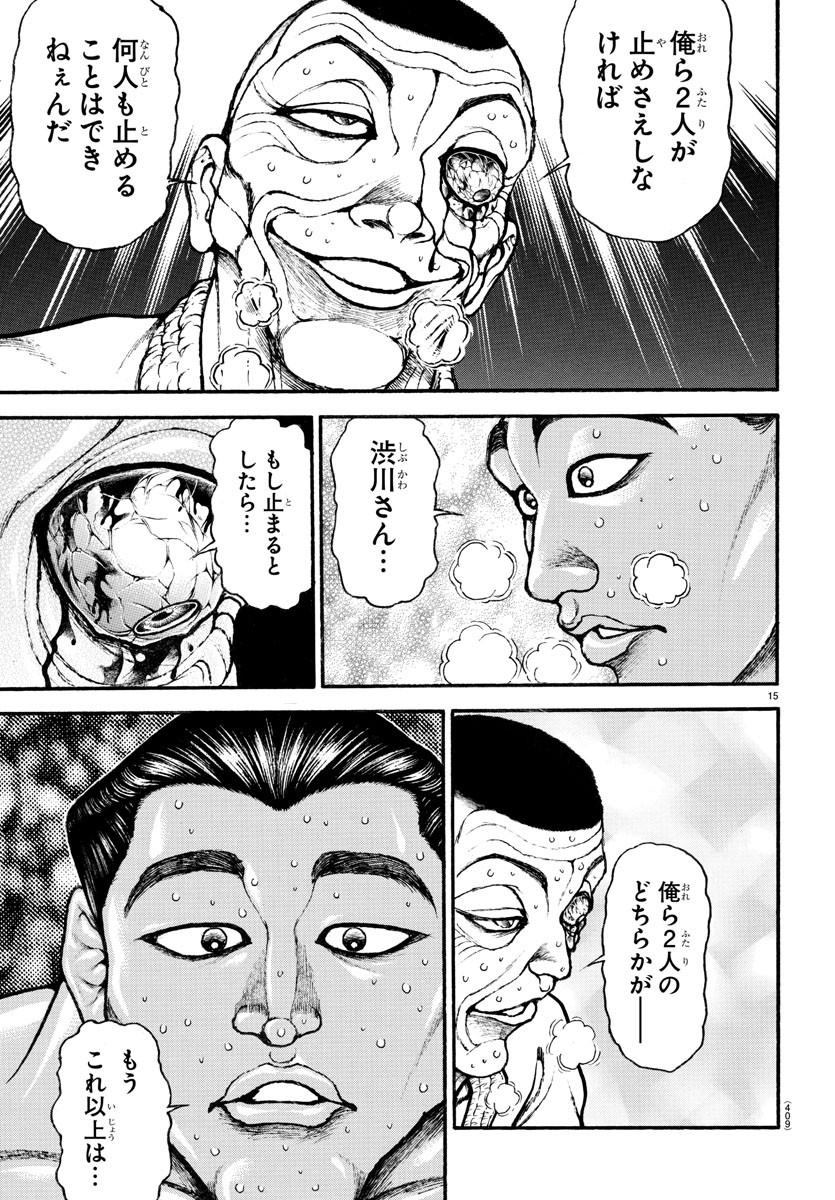 俺ら2人が
止めさえしな
ければ
何人も止める
ことはでき
ねぇんだ
渋川さん…
もし止まると
したら…
15
俺ら2人の
どちらかが──
もう
これ以上は…
(409)